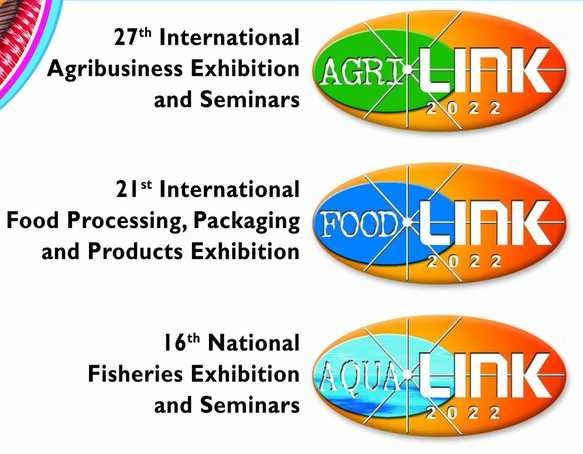 27th International
Agribusiness Exhibition
and Seminars
AGRI LINK
2022
21st International
Food Processing, Packaging
and Products Exhibition
FOOD LINK
2022
16th National
Fisheries Exhibition
and Seminars
AQUA LINK
2022